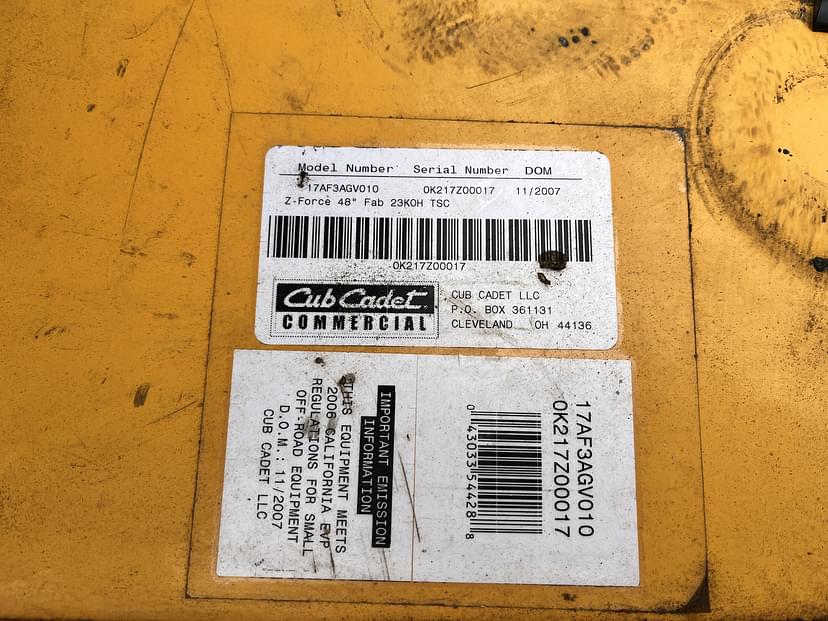 Model Number Serial Number DOM
17AF3AGV010 0K217Z00017 11/2007
Z-Force 48" Fab 23KOH TSC
0K217Z00017
Cub Cadet
COMMERCIAL
CUB CADET LLC
P.O. BOX 361131
CLEVELAND OH 44136
IMPORTANT EMISSION
INFORMATION
THIS EQUIPMENT MEETS
2006 CALIFORNIA EVP
REGULATIONS FOR SMALL
OFF-ROAD EQUIPMENT
D.O.M.: 11/2007
CUB CADET LLC
17AF3AGV010
0K217Z00017
0 43033 54428 8